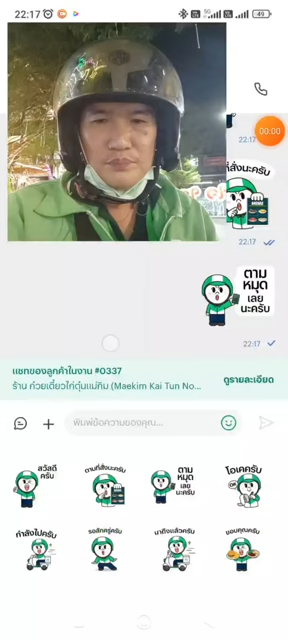 22:17
49
22:17
00:00
ที่สั่งนะครับ
MENU
22:17
ตาม
หมุด
เลย
นะครับ
22:17
แชทของลูกค้าในงาน #0337
ร้าน ก๋วยเตี๋ยวไก่ตุ๋นแม่กิม (Maekim Kai Tun No...
ดูรายละเอียด
พิมพ์ข้อความของคุณ...
สวัสดี
ครับ
ตามที่สั่งนะครับ
ตาม
หมุด
เลย
นะครับ
โอเคครับ
OK
กำลังไปครับ
รอสักครู่ครับ
มาถึงแล้วครับ
ขอบคุณครับ